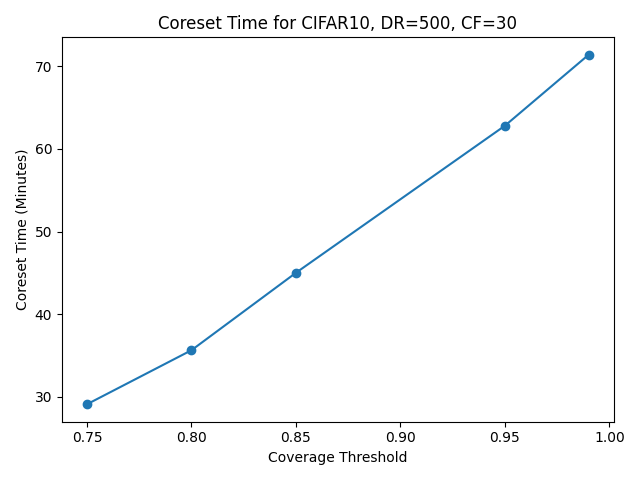 Coreset Time for CIFAR10, DR=500, CF=30
70
60
50
40
30
Coreset Time (Minutes)
0.75 0.80 0.85 0.90 0.95 1.00
Coverage Threshold